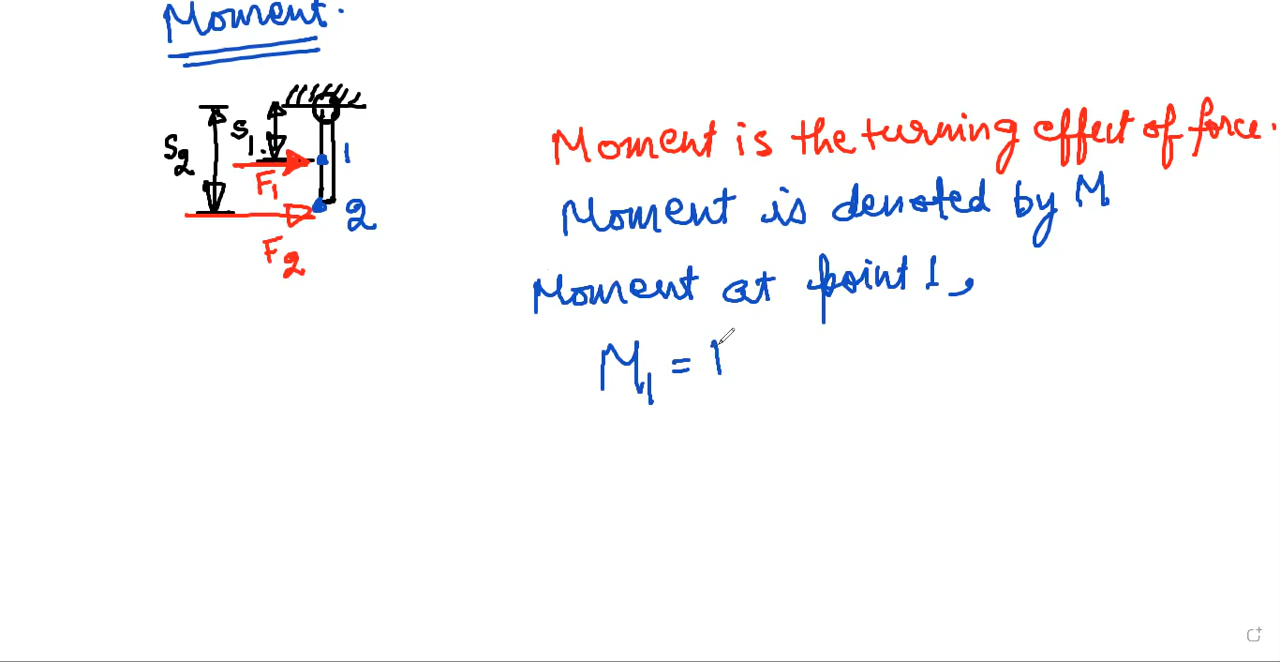 Moment.
S2
S1
1
F1
2
F2
Moment is the turning effect of force.
Moment is denoted by M
Moment at point 1,
M1 =